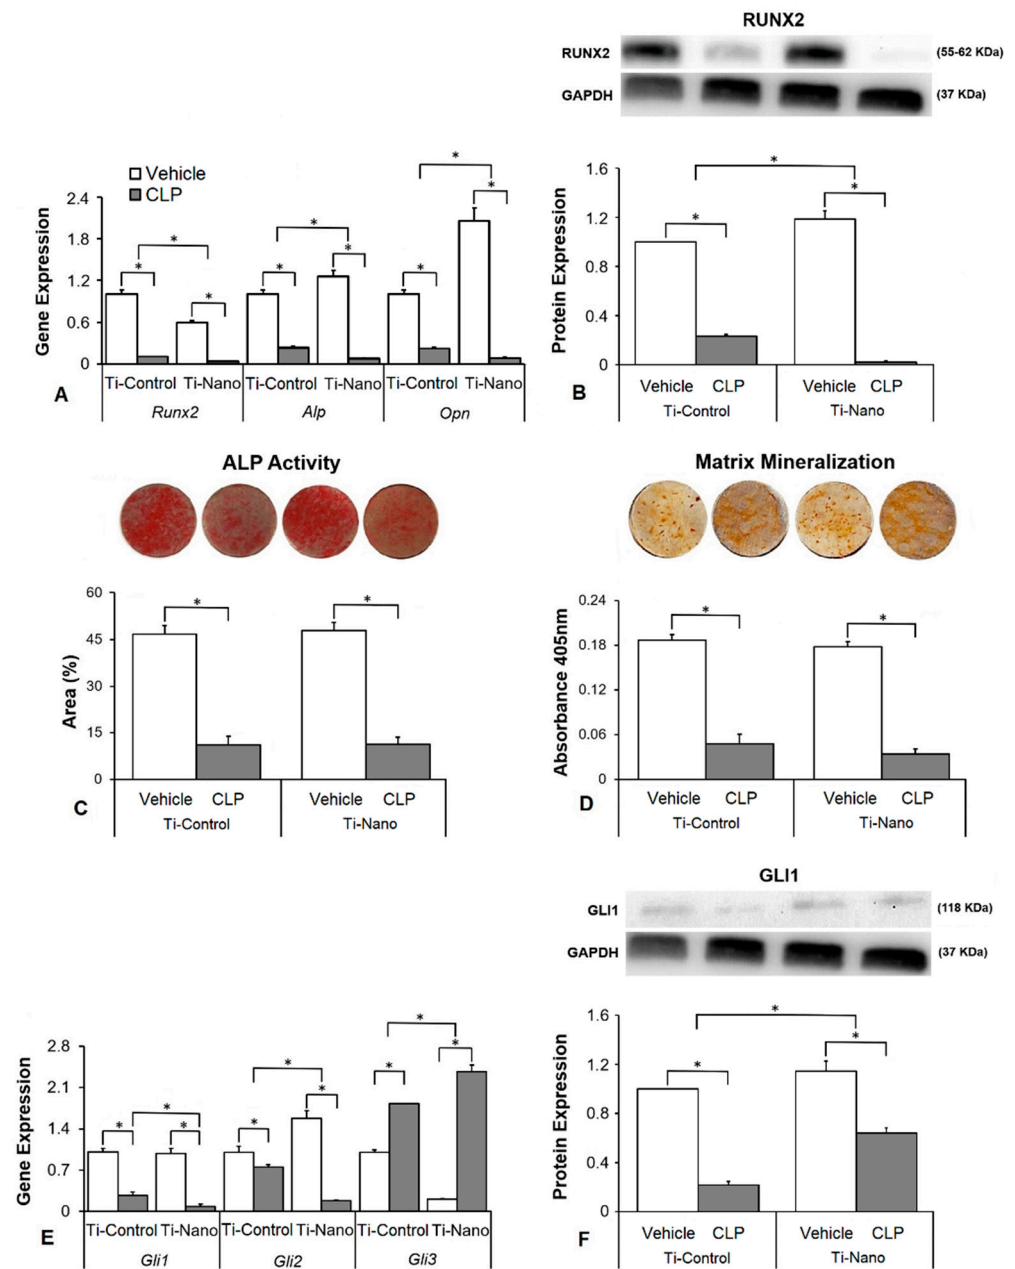 RUNX2
RUNX2
(55-62 KDa)
GAPDH
(37 KDa)
Vehicle
CLP
Gene Expression
2.4
1.8
1.2
0.6
0
* * * * * * * * *
Ti-Control Ti-Nano Ti-Control Ti-Nano Ti-Control Ti-Nano
Runx2 Alp Opn
A
Protein Expression
1.6
1.2
0.8
0.4
0
* * *
Vehicle CLP Vehicle CLP
Ti-Control Ti-Nano
B
ALP Activity
Area (%)
60
45
30
15
0
* *
Vehicle CLP Vehicle CLP
Ti-Control Ti-Nano
C
Matrix Mineralization
Absorbance 405nm
0.24
0.18
0.12
0.06
0
* *
Vehicle CLP Vehicle CLP
Ti-Control Ti-Nano
D
GLI1
GLI1
(118 KDa)
GAPDH
(37 KDa)
Gene Expression
2.8
2.1
1.4
0.7
0
* * * * * * * * *
Ti-Control Ti-Nano Ti-Control Ti-Nano Ti-Control Ti-Nano
Gli1 Gli2 Gli3
E
Protein Expression
1.6
1.2
0.8
0.4
0
* * *
Vehicle CLP Vehicle CLP
Ti-Control Ti-Nano
F